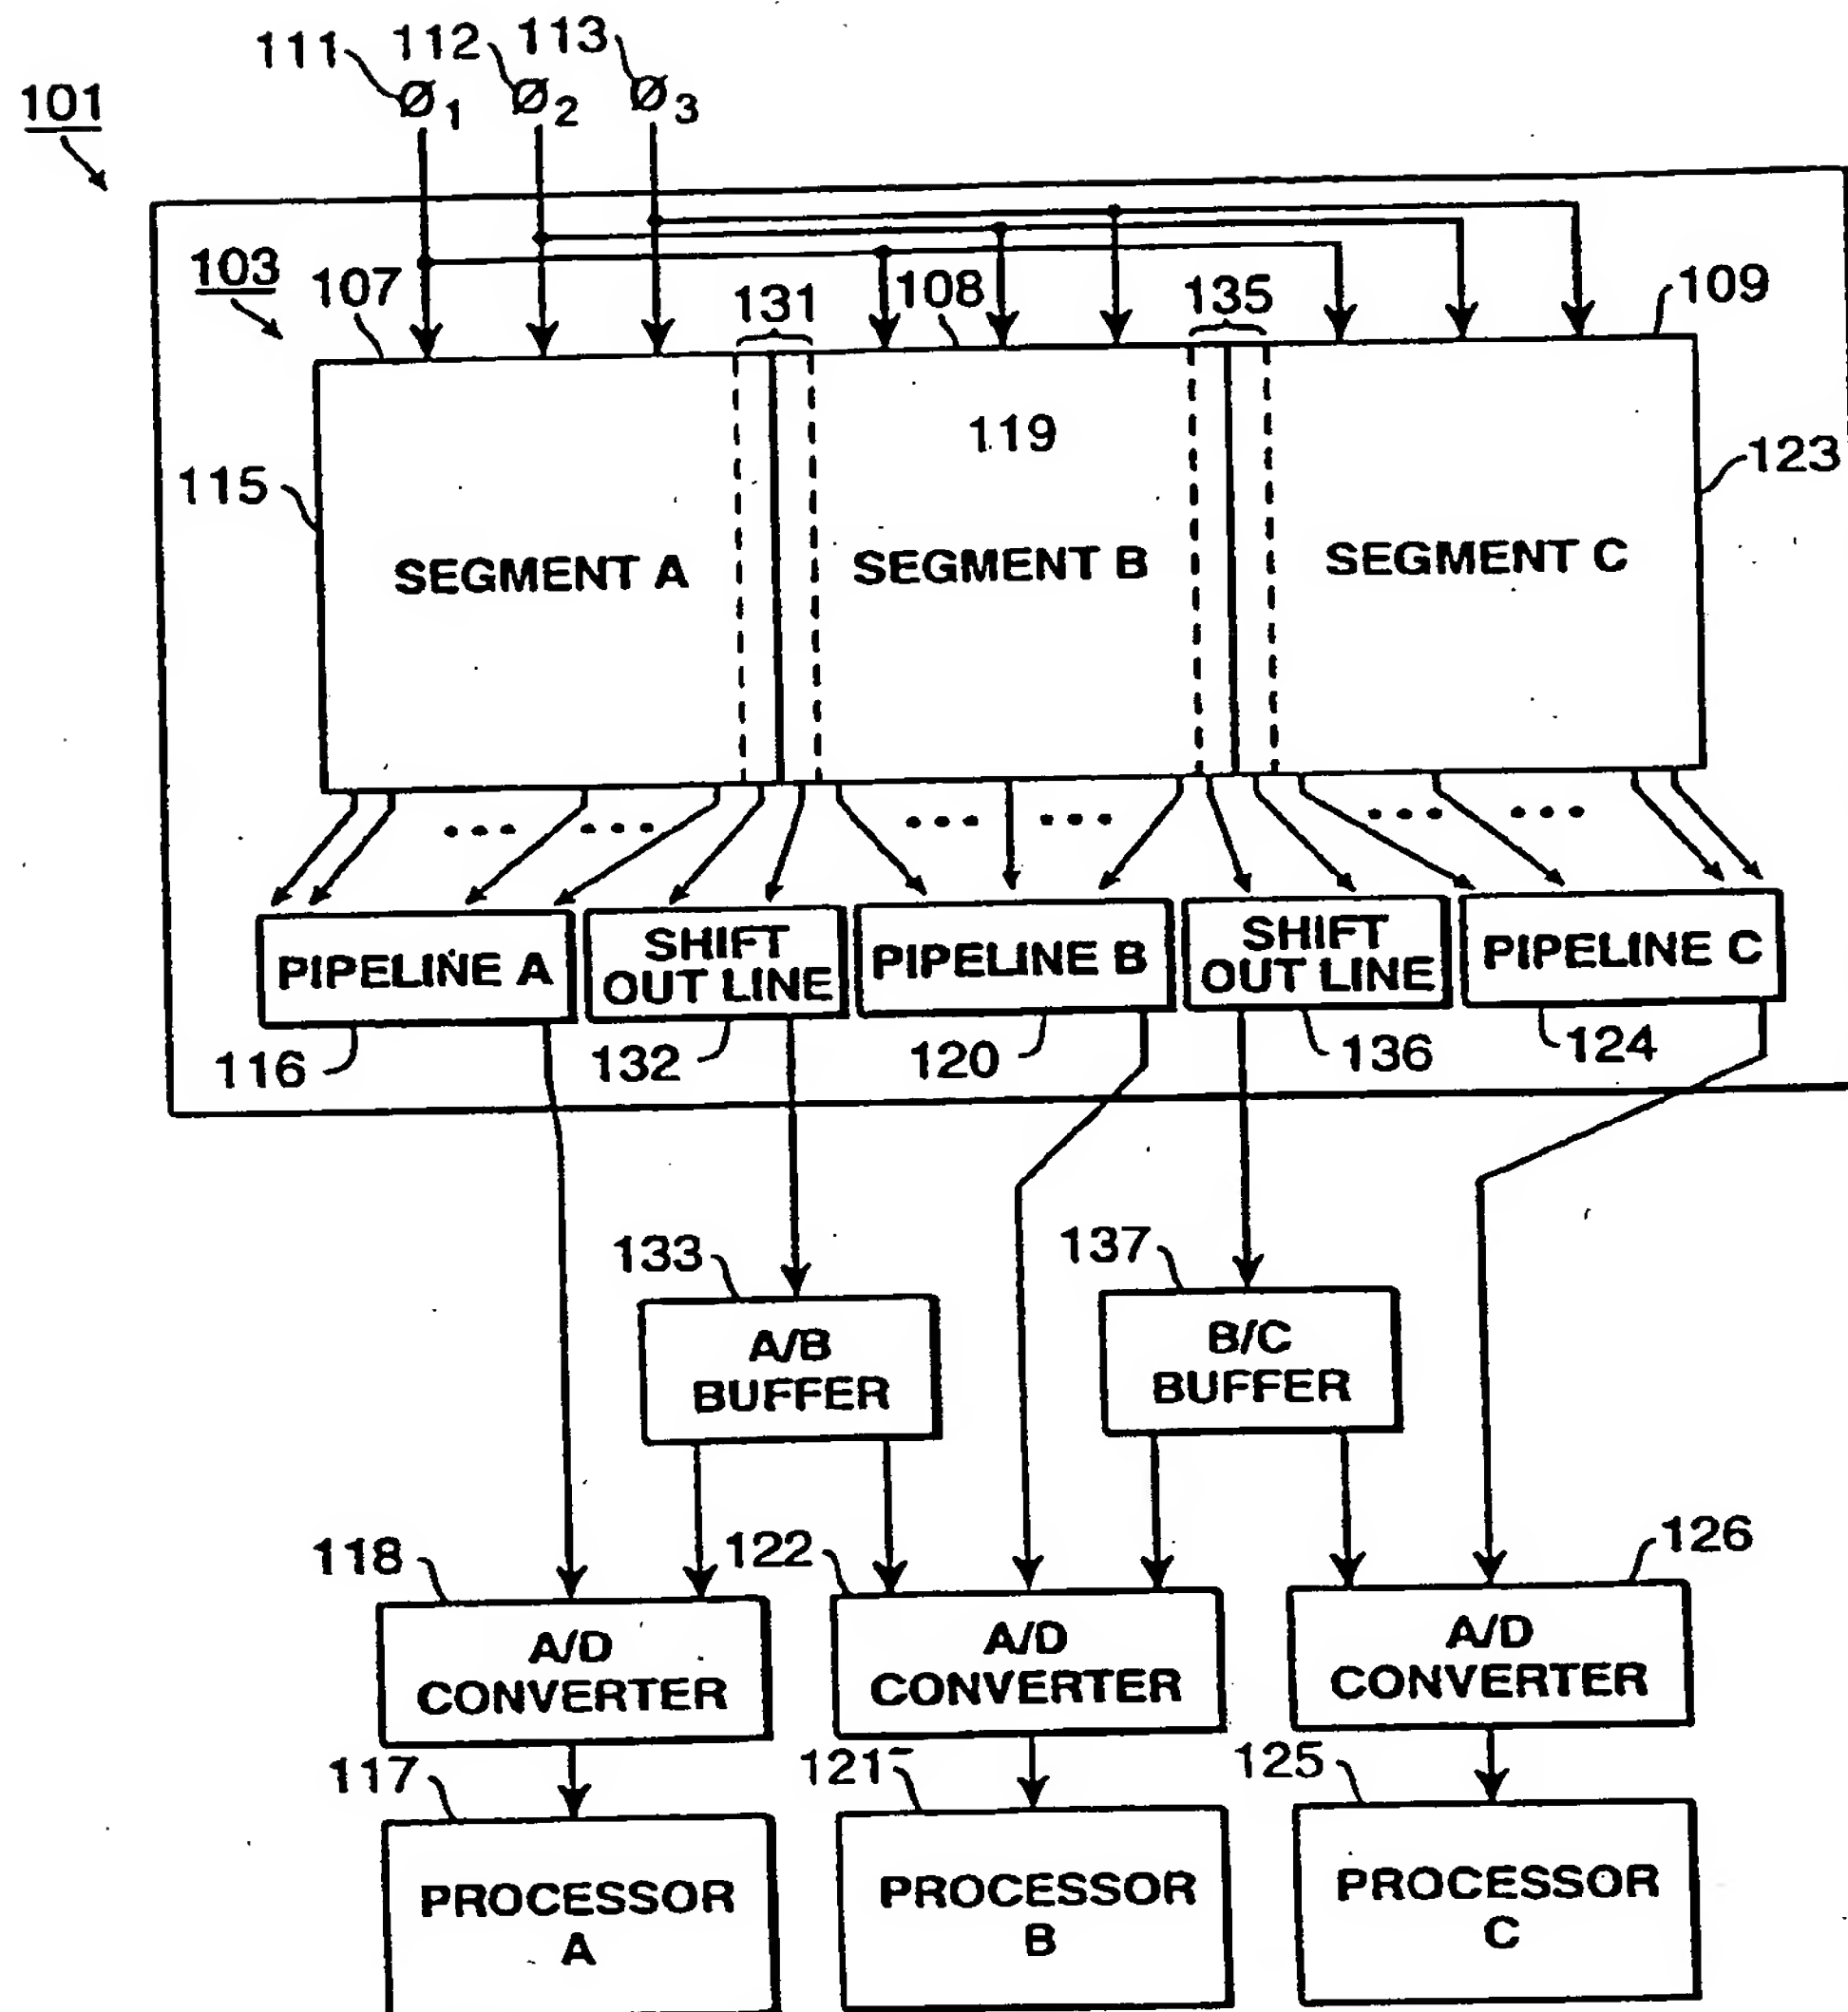 111 112 113
101 Ø1 Ø2 Ø3
103 107 131 108 135 109
119
115 123
SEGMENT A SEGMENT B SEGMENT C
... ... ... ... ... ...
PIPELINE A SHIFT OUT LINE PIPELINE B SHIFT OUT LINE PIPELINE C
116 132 120 136 124
133 137
A/B BUFFER B/C BUFFER
118 122 126
A/D CONVERTER A/D CONVERTER A/D CONVERTER
117 121 125
PROCESSOR A PROCESSOR B PROCESSOR C